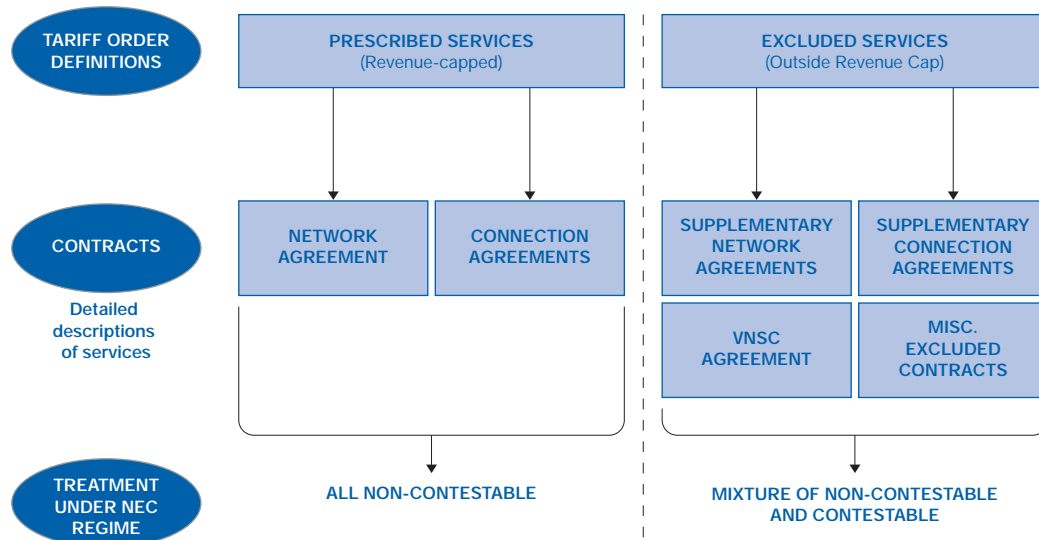 TARIFF ORDER
DEFINITIONS
PRESCRIBED SERVICES
(Revenue-capped)
EXCLUDED SERVICES
(Outside Revenue Cap)
CONTRACTS
Detailed
descriptions
of services
NETWORK
AGREEMENT
CONNECTION
AGREEMENTS
SUPPLEMENTARY
NETWORK
AGREEMENTS
SUPPLEMENTARY
CONNECTION
AGREEMENTS
VNSC
AGREEMENT
MISC.
EXCLUDED
CONTRACTS
TREATMENT
UNDER NEC
REGIME
ALL NON-CONTESTABLE
MIXTURE OF NON-CONTESTABLE
AND CONTESTABLE